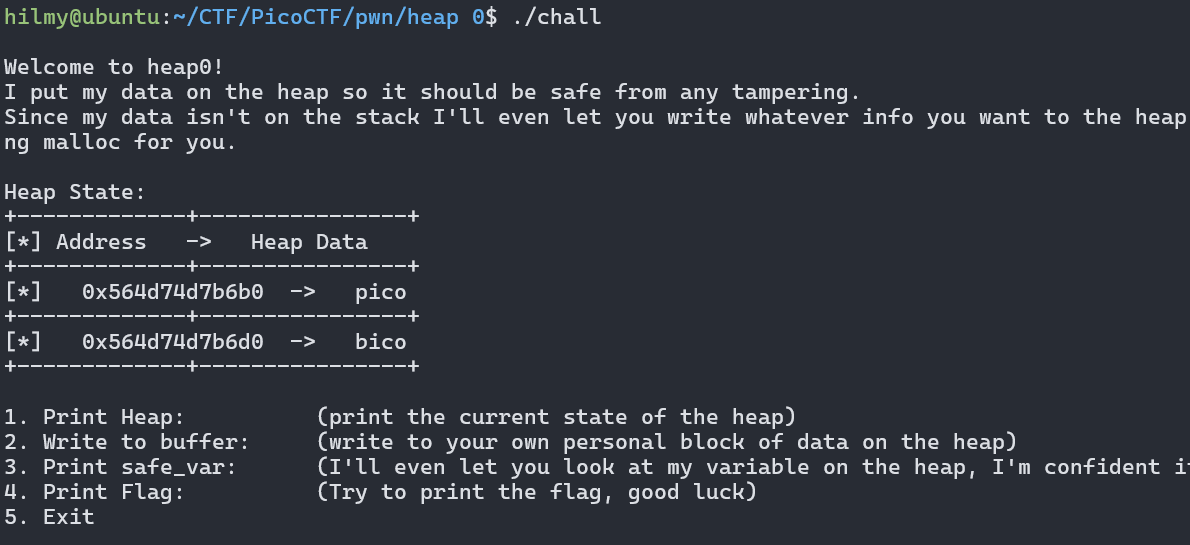 hilmy@ubuntu:~/CTF/PicoCTF/pwn/heap 0$ ./chall
Welcome to heap0!
I put my data on the heap so it should be safe from any tampering.
Since my data isn't on the stack I'll even let you write whatever info you want to the heap
ng malloc for you.
Heap State:
+-------------+----------------+
[*] Address   ->   Heap Data
+-------------+----------------+
[*]   0x564d74d7b6b0  ->   pico
+-------------+----------------+
[*]   0x564d74d7b6d0  ->   bico
+-------------+----------------+
1. Print Heap:          (print the current state of the heap)
2. Write to buffer:     (write to your own personal block of data on the heap)
3. Print safe_var:      (I'll even let you look at my variable on the heap, I'm confident i
4. Print Flag:          (Try to print the flag, good luck)
5. Exit